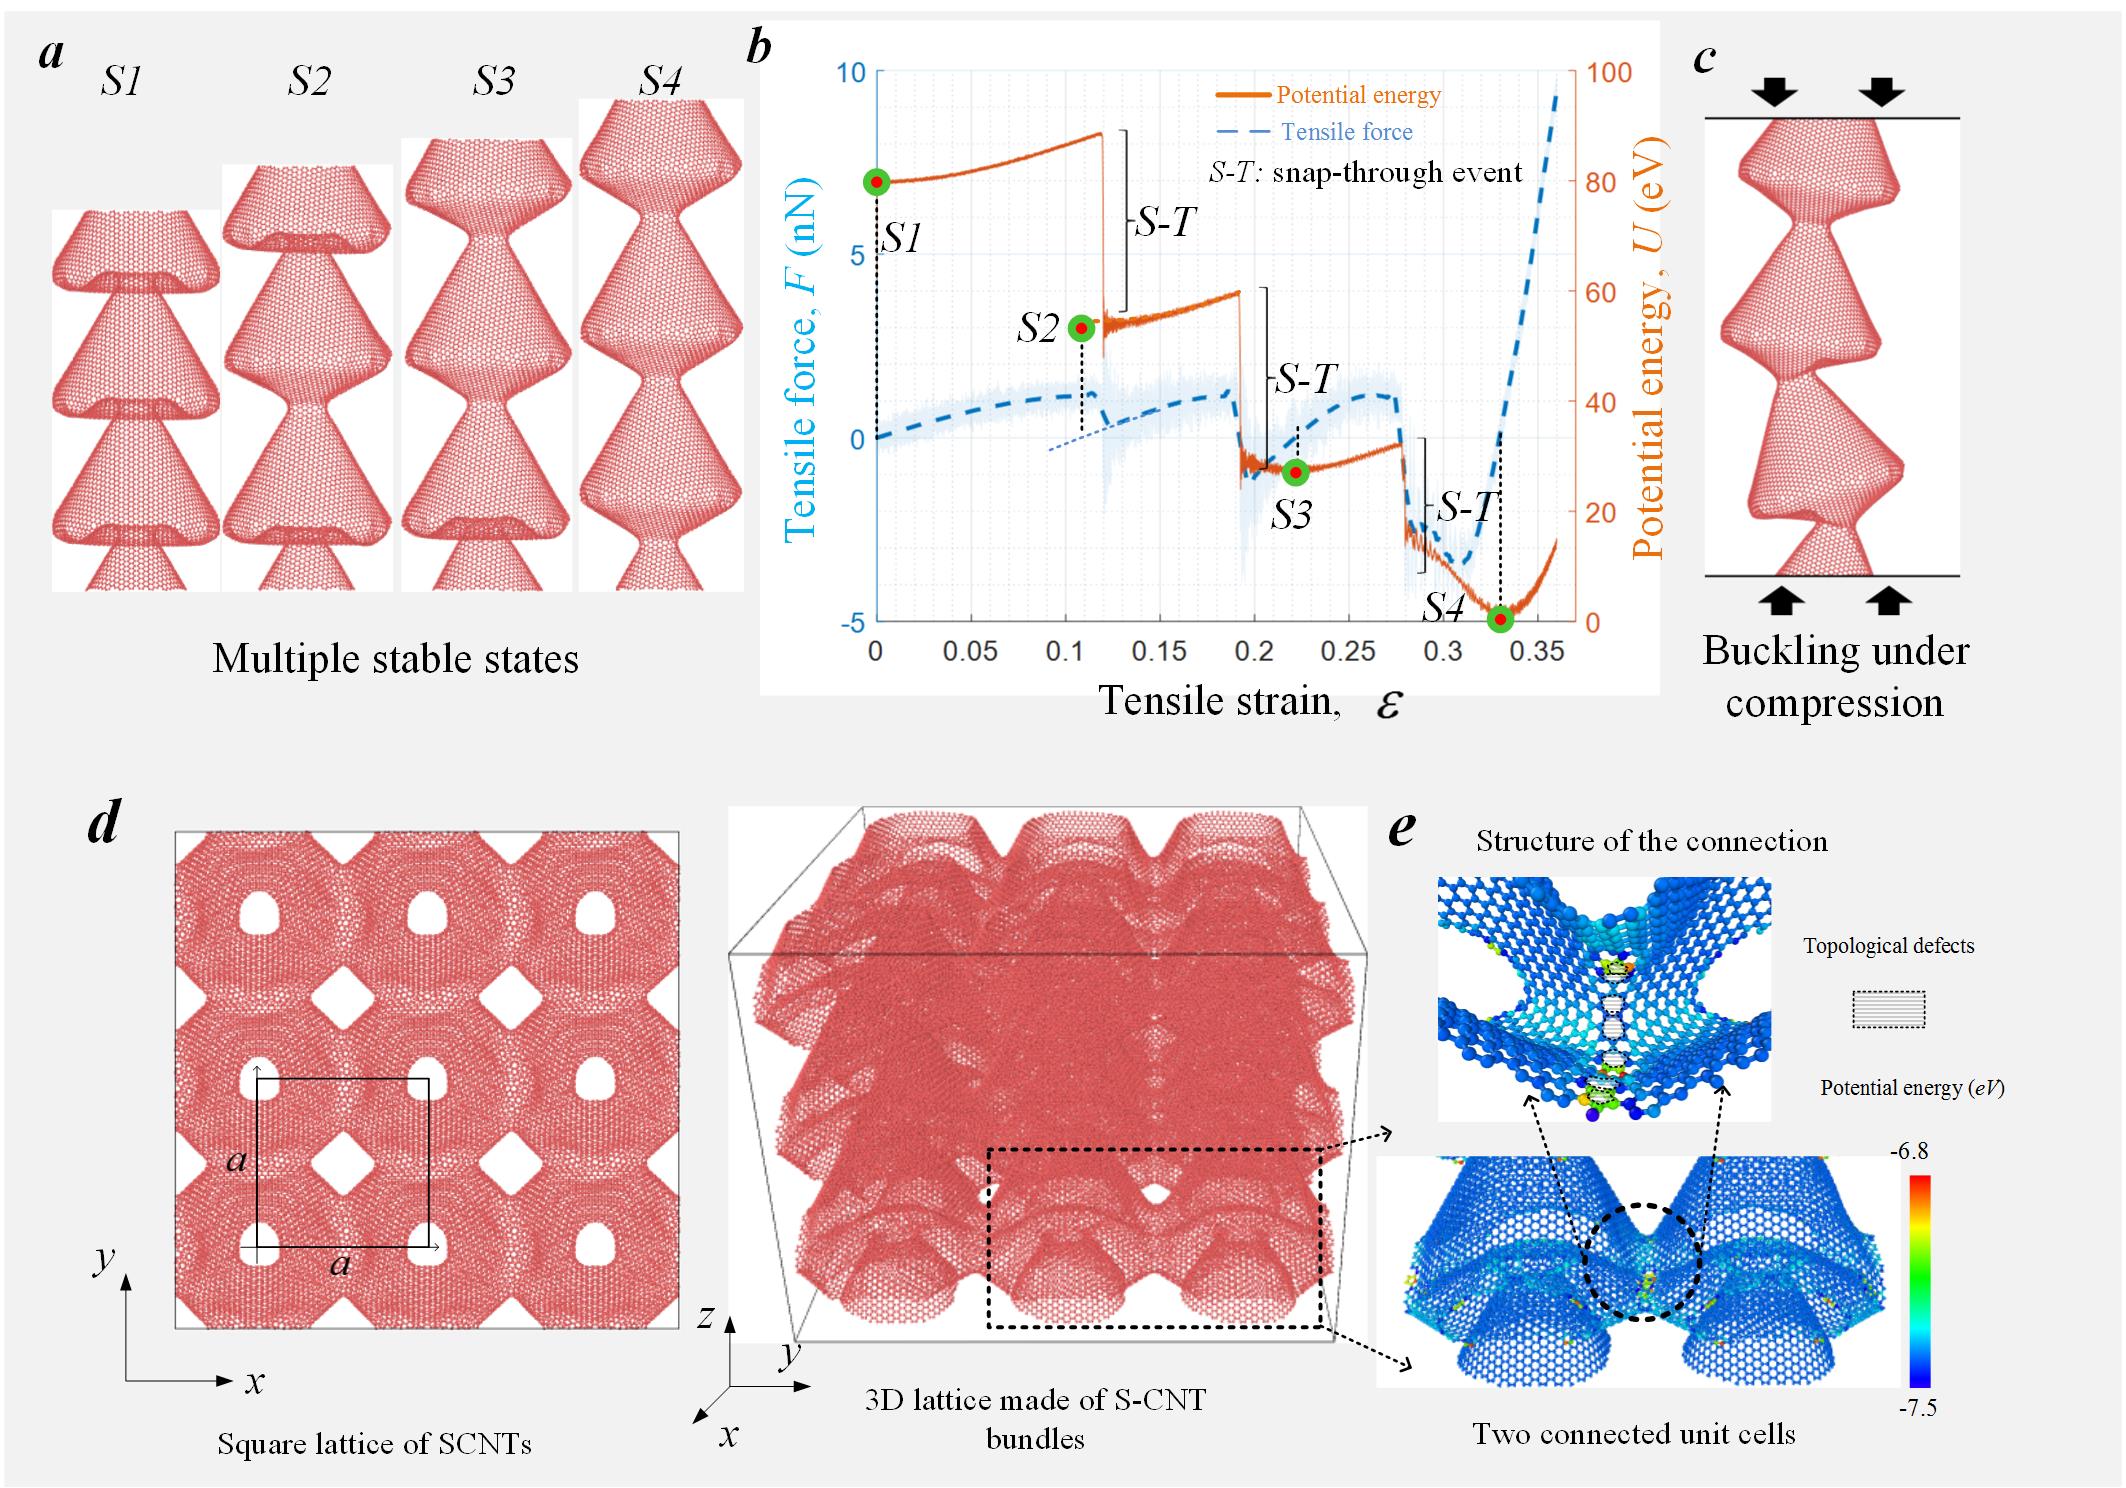 a
S1
S2
S3
S4
Multiple stable states
b
10
5
0
-5
Tensile force, F (nN)
100
80
60
40
20
0
Potential energy, U (eV)
Potential energy
Tensile force
S-T: snap-through event
S1
S-T
S2
S-T
S3
S-T
S4
0 0.05 0.1 0.15 0.2 0.25 0.3 0.35
Tensile strain, ε
c
Buckling under
compression
d
a
a
y
x
Square lattice of SCNTs
z
y
x
3D lattice made of S-CNT
bundles
e
Structure of the connection
Topological defects
Potential energy (eV)
-6.8
-7.5
Two connected unit cells